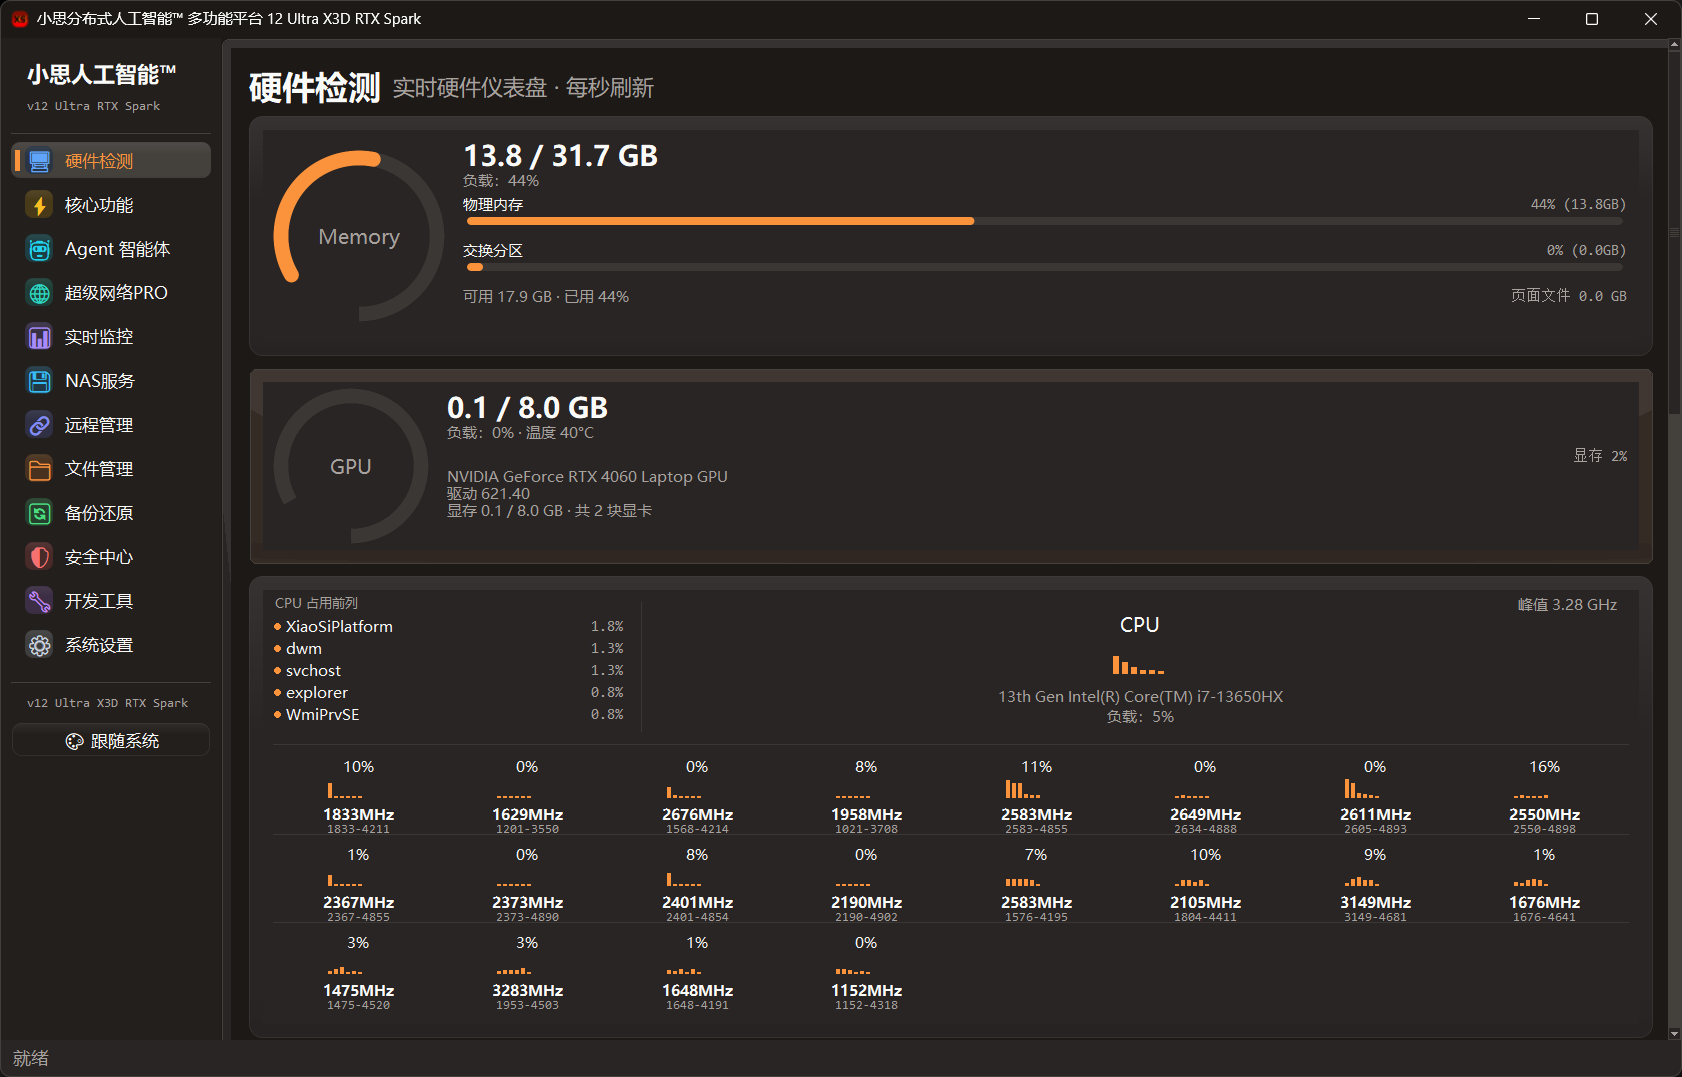 小思分布式人工智能™ 多功能平台 12 Ultra X3D RTX Spark
小思人工智能™
v12 Ultra RTX Spark
硬件检测
核心功能
Agent 智能体
超级网络PRO
实时监控
NAS服务
远程管理
文件管理
备份还原
安全中心
开发工具
系统设置
v12 Ultra X3D RTX Spark
跟随系统
就绪
硬件检测 实时硬件仪表盘 · 每秒刷新
Memory
13.8 / 31.7 GB
负载: 44%
物理内存 44% (13.8GB)
交换分区 0% (0.0GB)
可用 17.9 GB · 已用 44% 页面文件 0.0 GB
GPU
0.1 / 8.0 GB
负载: 0% · 温度 40°C
显存 2%
NVIDIA GeForce RTX 4060 Laptop GPU
驱动 621.40
显存 0.1 / 8.0 GB · 共 2 块显卡
CPU 占用前列
XiaoSiPlatform 1.8%
dwm 1.3%
svchost 1.3%
explorer 0.8%
WmiPrvSE 0.8%
峰值 3.28 GHz
CPU
13th Gen Intel(R) Core(TM) i7-13650HX
负载: 5%
10% 0% 0% 8% 11% 0% 0% 16%
1833MHz 1629MHz 2676MHz 1958MHz 2583MHz 2649MHz 2611MHz 2550MHz
1833-4211 1201-3550 1568-4214 1021-3708 2583-4855 2634-4888 2605-4893 2550-4898
1% 0% 8% 0% 7% 10% 9% 1%
2367MHz 2373MHz 2401MHz 2190MHz 2583MHz 2105MHz 3149MHz 1676MHz
2367-4855 2373-4890 2401-4854 2190-4902 1576-4195 1804-4411 3149-4681 1676-4641
3% 3% 1% 0%
1475MHz 3283MHz 1648MHz 1152MHz
1475-4520 1953-4503 1648-4191 1152-4318